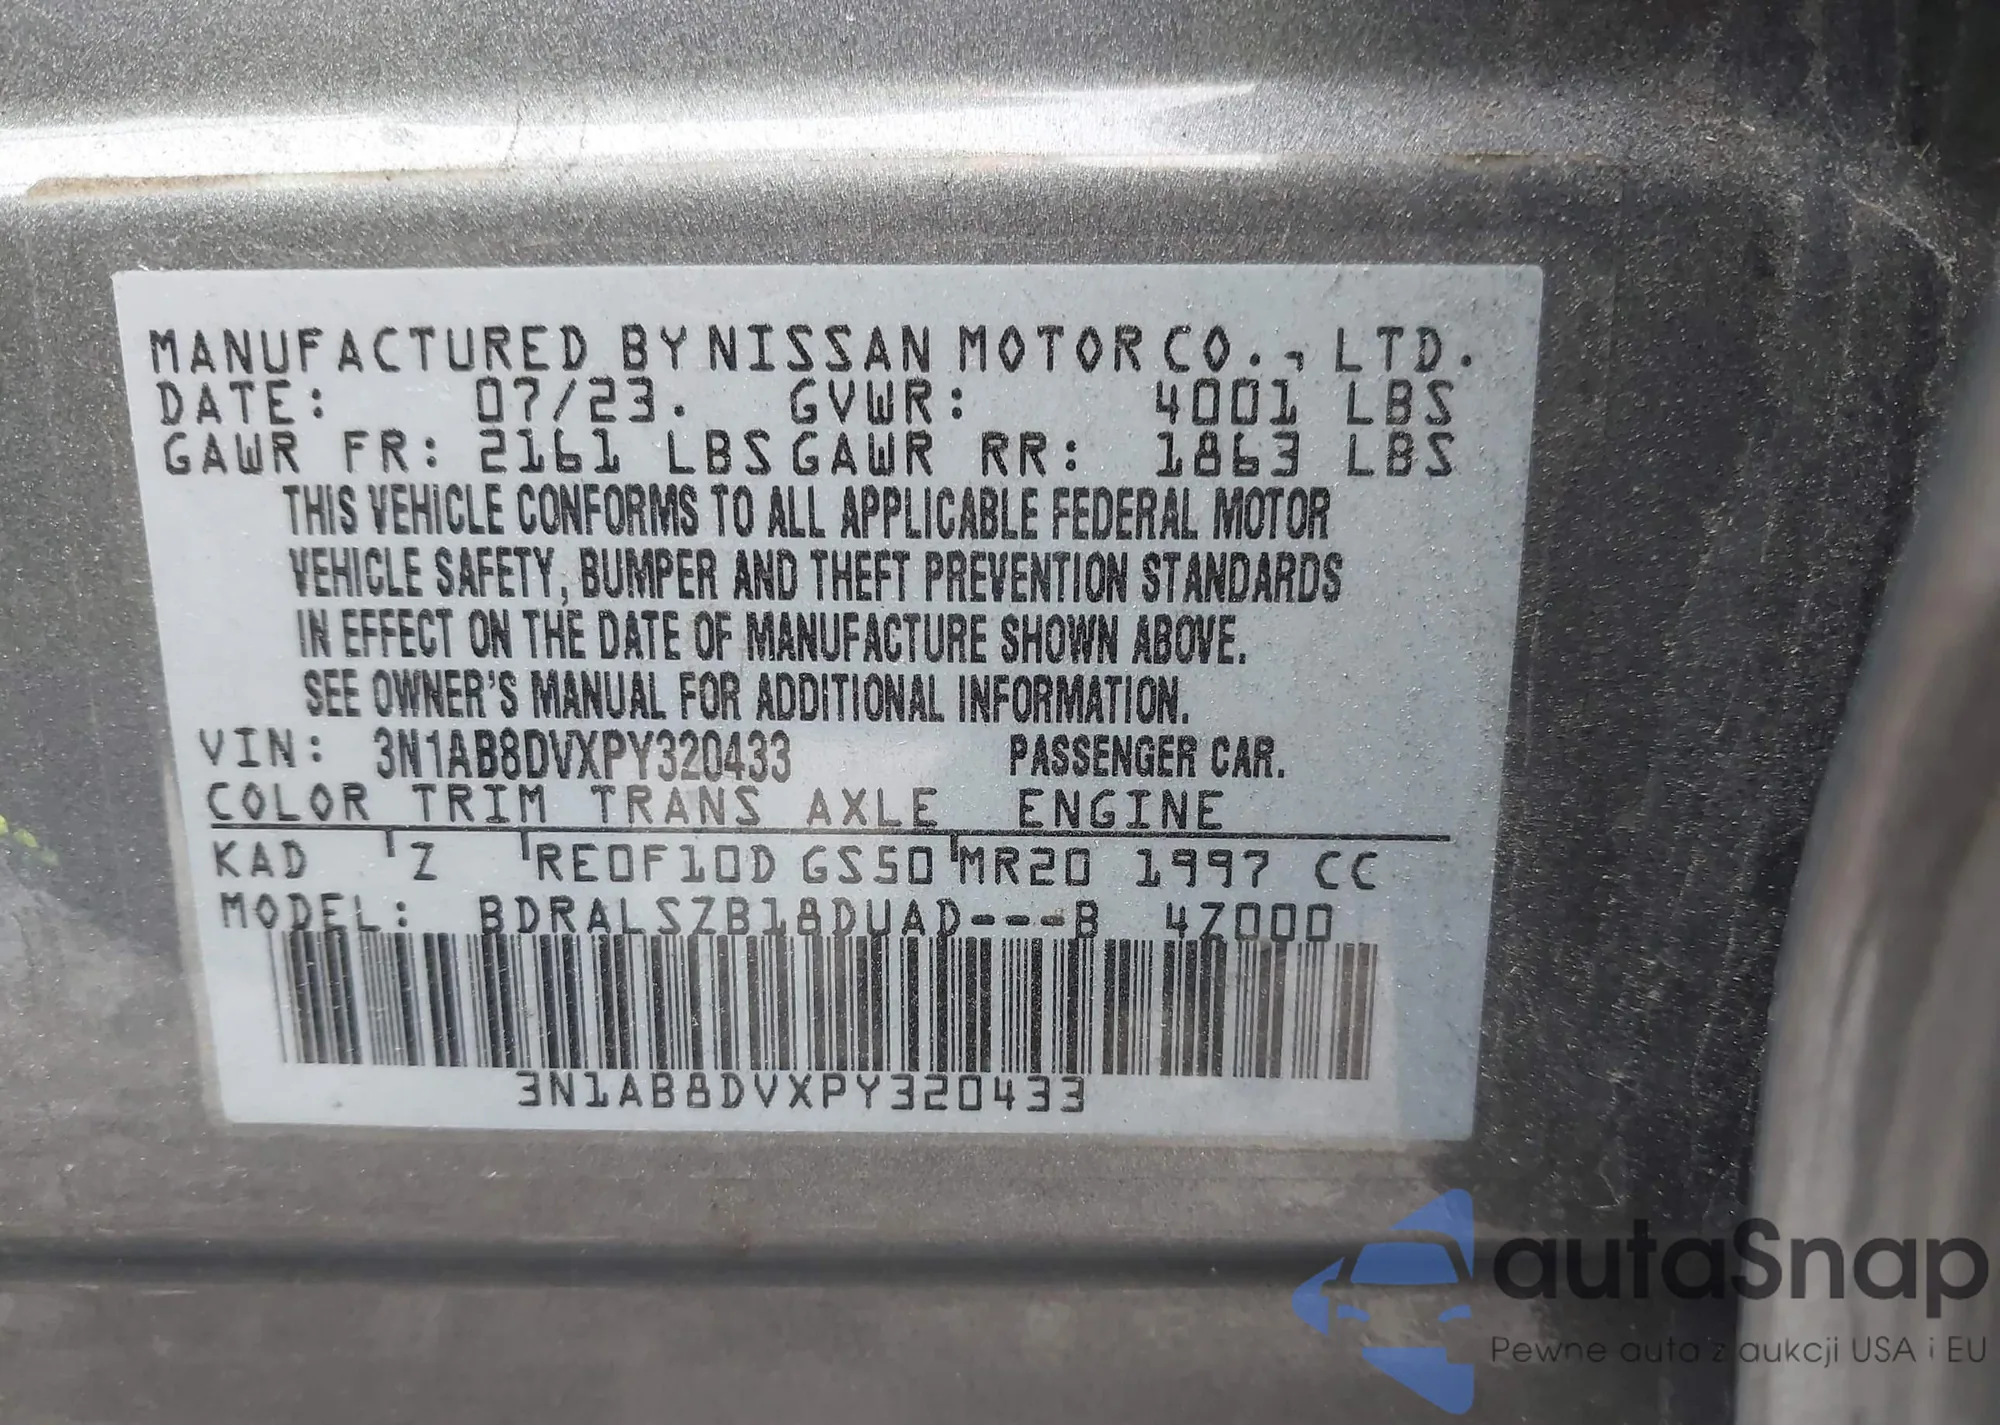 MANUFACTURED BY NISSAN MOTOR CO., LTD.
DATE: 07/23. GVWR: 4001 LBS
GAWR FR: 2161 LBS GAWR RR: 1863 LBS
THIS VEHICLE CONFORMS TO ALL APPLICABLE FEDERAL MOTOR
VEHICLE SAFETY, BUMPER AND THEFT PREVENTION STANDARDS
IN EFFECT ON THE DATE OF MANUFACTURE SHOWN ABOVE.
SEE OWNER'S MANUAL FOR ADDITIONAL INFORMATION.
VIN: 3N1AB8DVXPY320433 PASSENGER CAR.
COLOR TRIM TRANS AXLE ENGINE
KAD Z RE0F10D GS50 MR20 1997 CC
MODEL: BDRALSZB18DUAD---B 4Z000
3N1AB8DVXPY320433
autaSnap
Pewne auta z aukcji USA i EU